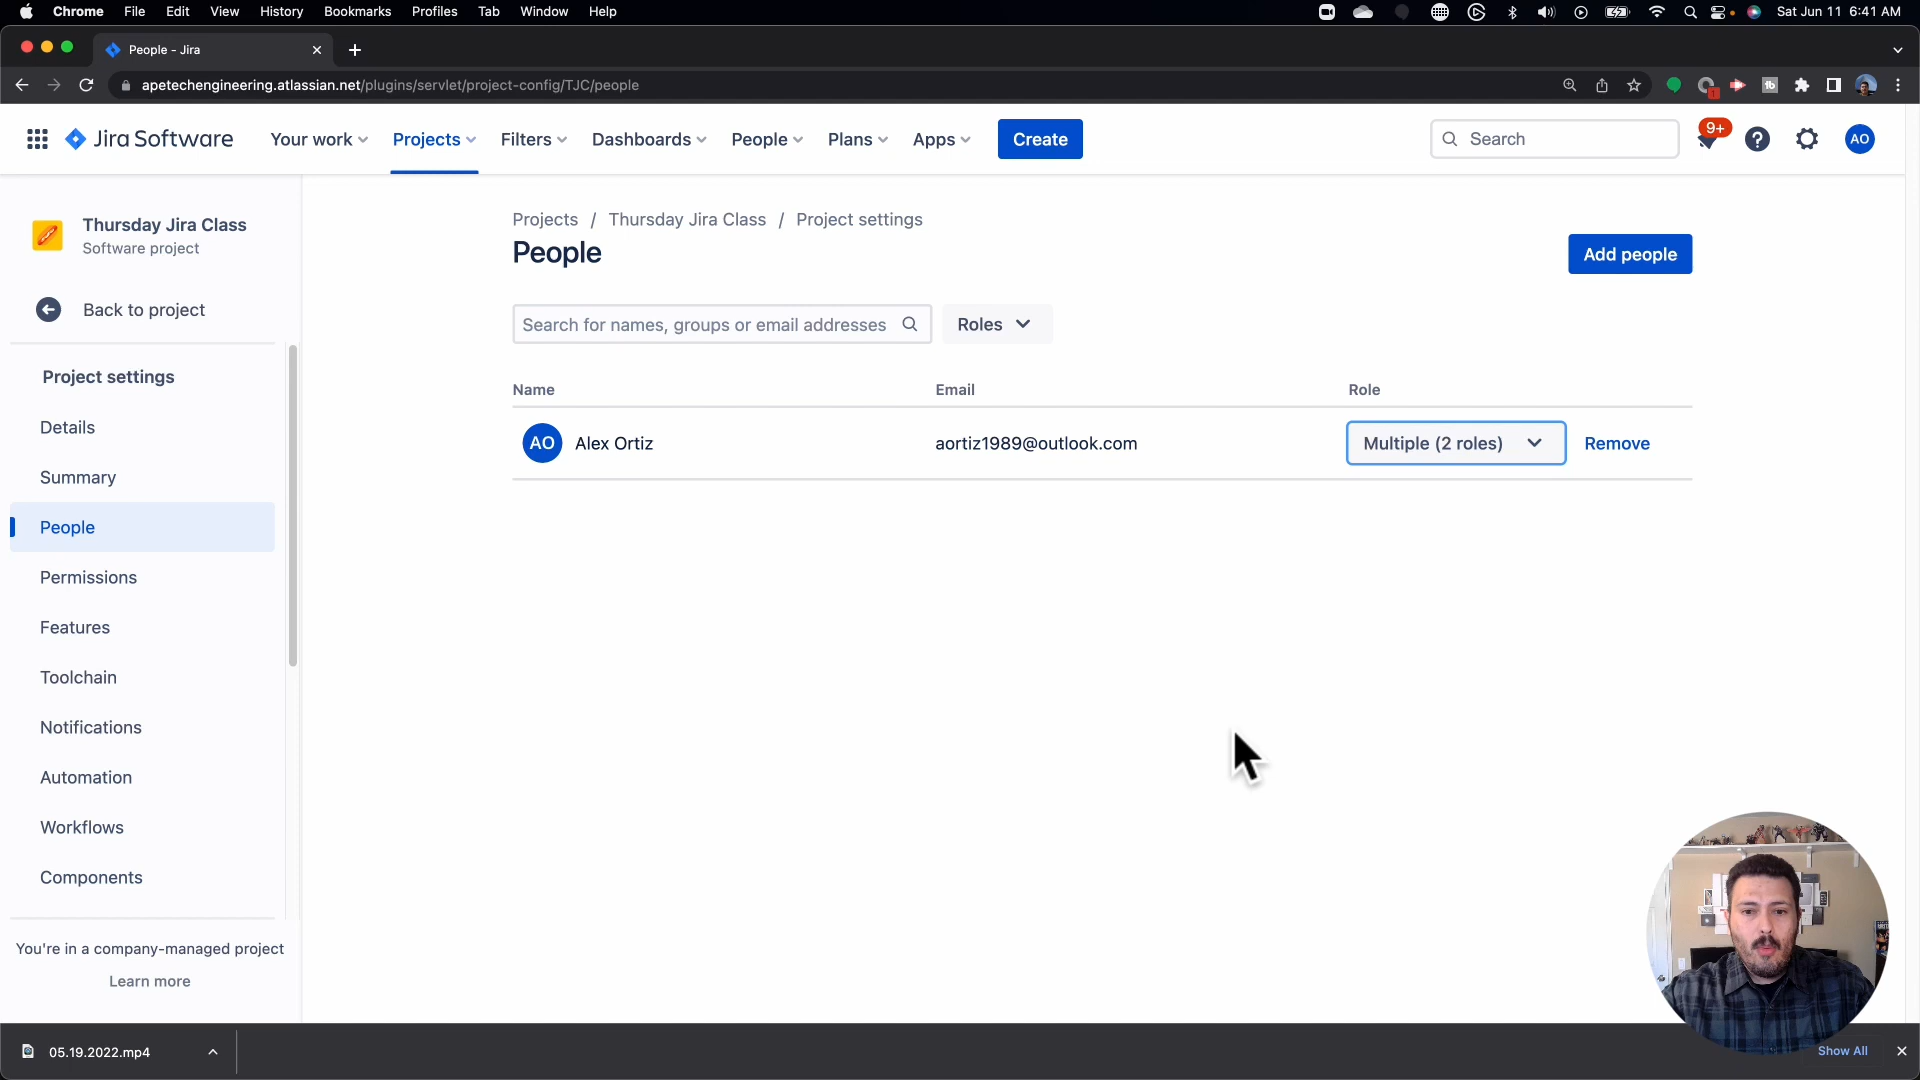 Chrome File Edit View History Bookmarks Profiles Tab Window Help Sat Jun 11 6:41 AM
People - Jira
apetechengineering.atlassian.net/plugins/servlet/project-config/TJC/people
Jira Software Your work Projects Filters Dashboards People Plans Apps Create Search 9+ AO
Thursday Jira Class
Software project
Back to project
Project settings
Details
Summary
People
Permissions
Features
Toolchain
Notifications
Automation
Workflows
Components
You're in a company-managed project
Learn more
Projects / Thursday Jira Class / Project settings
People
Add people
Search for names, groups or email addresses Roles
Name Email Role
AO Alex Ortiz aortiz1989@outlook.com Multiple (2 roles) Remove
05.19.2022.mp4 Show All